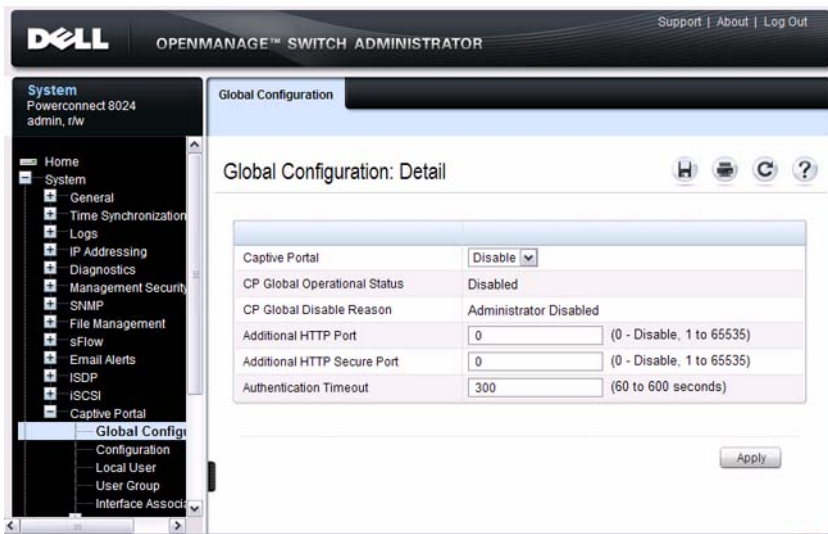 Support | About | Log Out
DELL OPENMANAGE™ SWITCH ADMINISTRATOR
System
Powerconnect 8024
admin, r/w
Global Configuration
Home
System
General
Time Synchronization
Logs
IP Addressing
Diagnostics
Management Security
SNMP
File Management
sFlow
Email Alerts
ISDP
iSCSI
Captive Portal
Global Configu
Configuration
Local User
User Group
Interface Associa
Global Configuration: Detail
Captive Portal Disable
CP Global Operational Status Disabled
CP Global Disable Reason Administrator Disabled
Additional HTTP Port 0 (0 - Disable, 1 to 65535)
Additional HTTP Secure Port 0 (0 - Disable, 1 to 65535)
Authentication Timeout 300 (60 to 600 seconds)
Apply